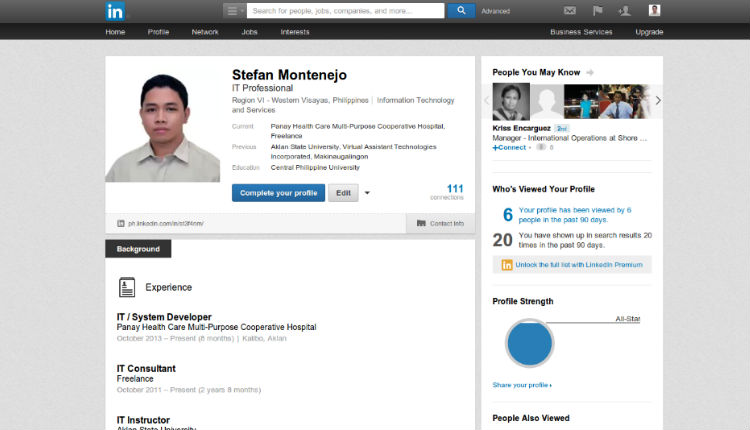 in
Search for people, jobs, companies, and more...
Advanced
Home
Profile
Network
Jobs
Interests
Business Services
Upgrade
Stefan Montenejo
IT Professional
Region VI - Western Visayas, Philippines | Information Technology
and Services
Current
Panay Health Care Multi-Purpose Cooperative Hospital,
Freelance
Previous
Aklan State University, Virtual Assistant Technologies
Incorporated, Makinaugalingon
Education
Central Philippine University
Complete your profile
Edit
111
connections
Contact Info
Background
Experience
IT / System Developer
Panay Health Care Multi-Purpose Cooperative Hospital
October 2013 – Present (8 months) | Kalibo, Aklan
IT Consultant
Freelance
October 2011 – Present (2 years 8 months)
IT Instructor
Aklan State University
People You May Know
Kriss Encarguez 2nd
Manager - International Operations at Shore ...
+Connect
Who's Viewed Your Profile
6
Your profile has been viewed by 6
people in the past 90 days.
20
You have shown up in search results 20
times in the past 90 days.
in Unlock the full list with LinkedIn Premium
Profile Strength
All-Star
Share your profile
People Also Viewed